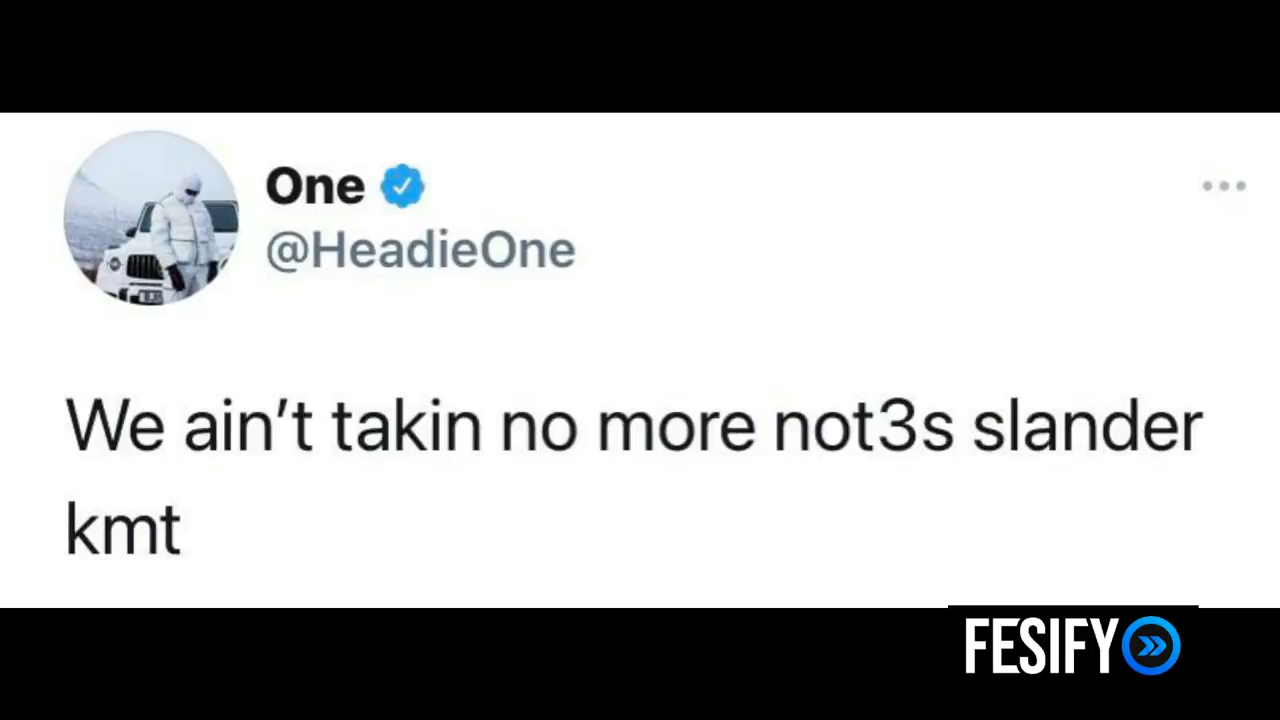 One
@HeadieOne
We ain’t takin no more not3s slander
kmt
FESIFY